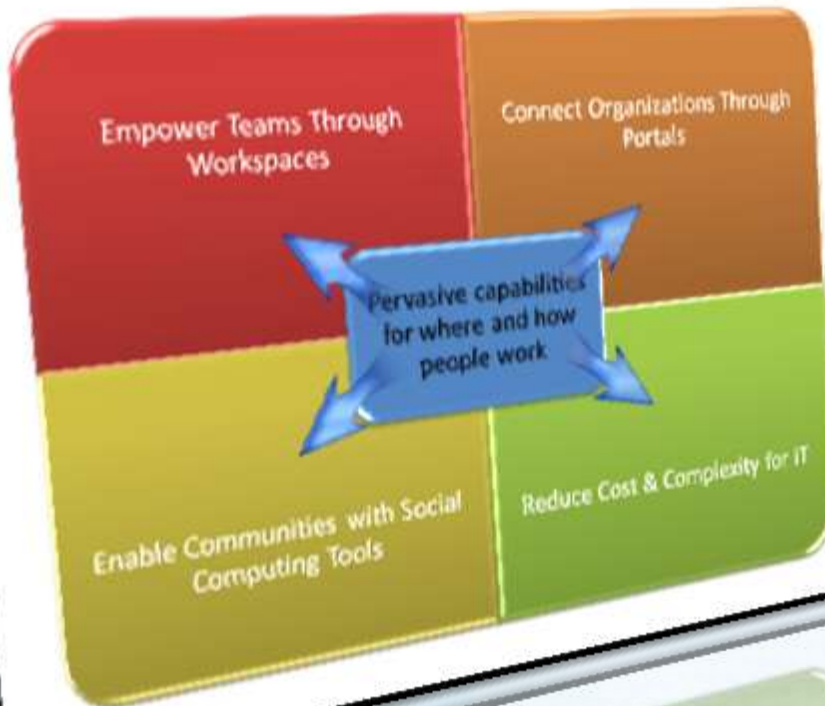 Empower Teams Through
Workspaces
Connect Organizations Through
Portals
Pervasive capabilities
for where and how
people work
Enable Communities with Social
Computing Tools
Reduce Cost & Complexity for IT